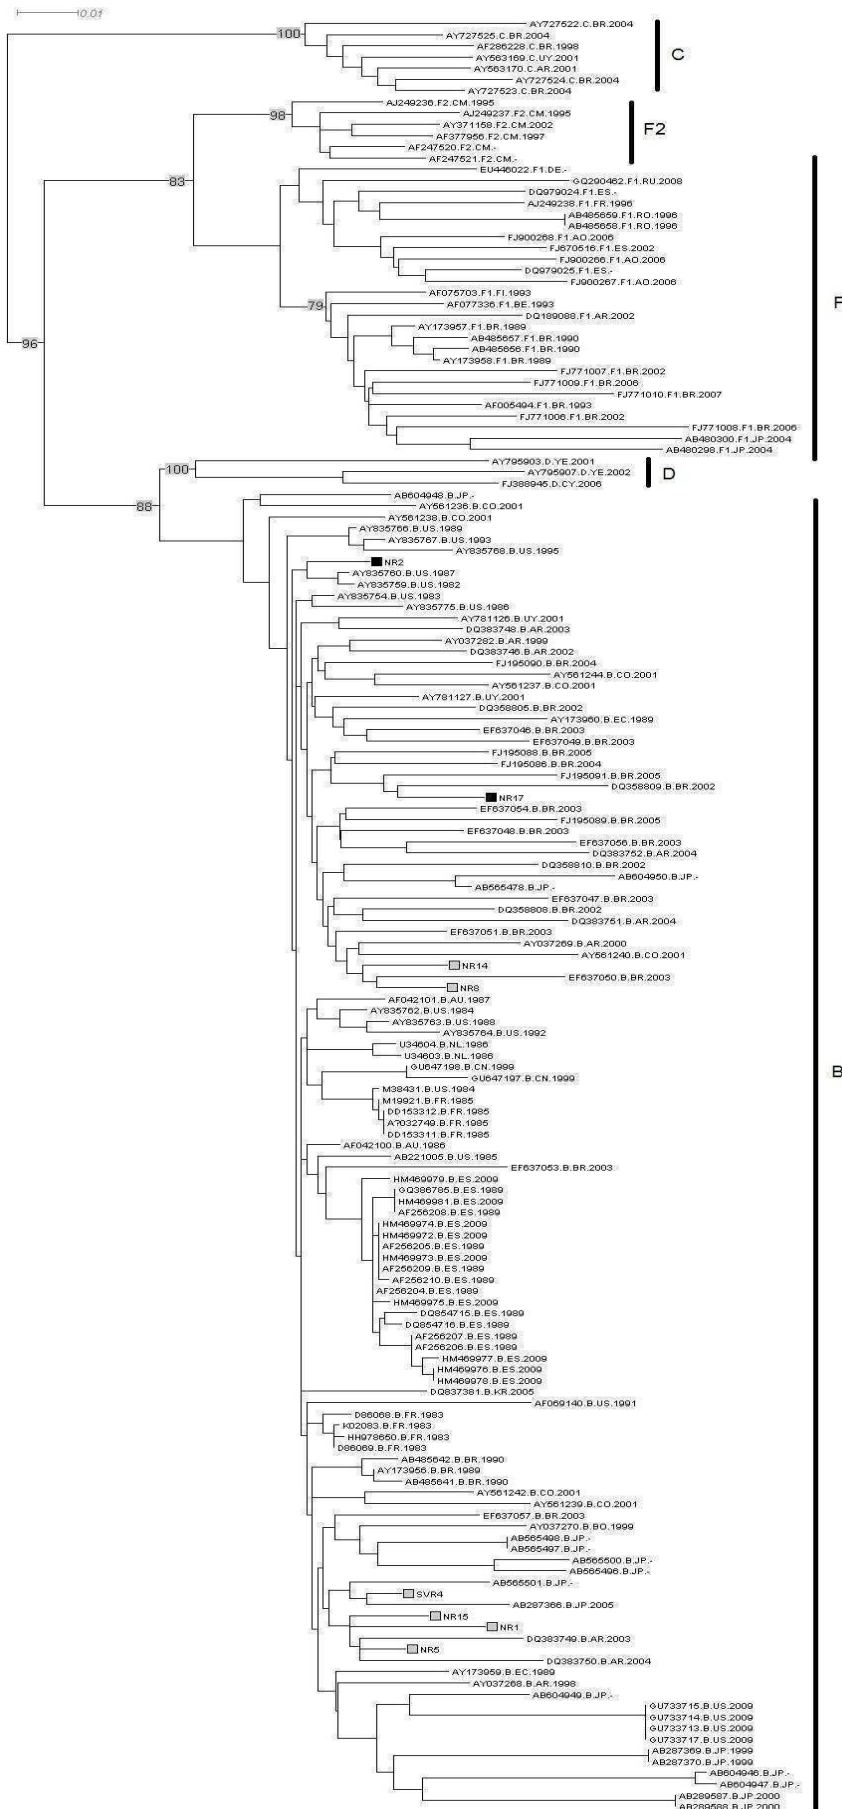 0.01
AY727522.C.BR.2004
100
AY727525.C.BR.2004
AF286228.C.BR.1998
C
AY563169.C.UY.2001
AY563170.C.AR.2001
AY727524.C.BR.2004
AY727523.C.BR.2004
AJ249236.F2.CM.1995
98
AJ249237.F2.CM.1995
AY371158.F2.CM.2002
F2
AF377956.F2.CM.1997
AF247520.F2.CM.-
AF247521.F2.CM.-
EU446022.F1.DE.-
83
GQ290462.F1.RU.2008
DQ979024.F1.ES.-
AJ249238.F1.FR.1996
AB485659.F1.RO.1996
AB485658.F1.RO.1996
FJ900268.F1.AO.2006
FJ670516.F1.ES.2002
FJ900266.F1.AO.2006
DQ979025.F1.ES.-
FJ900267.F1.AO.2006
AF075703.F1.FI.1993
79
AF077336.F1.BE.1993
DQ189088.F1.AR.2002
AY173957.F1.BR.1989
AB485657.F1.BR.1990
96
AB485656.F1.BR.1990
AY173958.F1.BR.1989
FJ771007.F1.BR.2002
FJ771009.F1.BR.2006
FJ771010.F1.BR.2007
AF005494.F1.BR.1993
FJ771006.F1.BR.2002
FJ771008.F1.BR.2006
AB480300.F1.JP.2004
AB480298.F1.JP.2004
AY795903.D.YE.2001
100
AY795907.D.YE.2002
D
FJ388945.D.CY.2006
AB604948.B.JP.-
88
AY561236.B.CO.2001
AY561238.B.CO.2001
AY835766.B.US.1989
AY835767.B.US.1993
AY835768.B.US.1995
NR2
AY835760.B.US.1987
AY835759.B.US.1982
AY835754.B.US.1983
AY835775.B.US.1986
AY781126.B.UY.2001
DQ383748.B.AR.2003
AY037282.B.AR.1999
DQ383746.B.AR.2002
FJ195090.B.BR.2004
AY561244.B.CO.2001
AY561237.B.CO.2001
AY781127.B.UY.2001
DQ358805.B.BR.2002
AY173960.B.EC.1989
EF637046.B.BR.2003
EF637049.B.BR.2003
FJ195088.B.BR.2005
FJ195086.B.BR.2004
FJ195091.B.BR.2005
DQ358809.B.BR.2002
NR17
EF637054.B.BR.2003
FJ195089.B.BR.2005
EF637048.B.BR.2003
EF637056.B.BR.2003
DQ383752.B.AR.2004
DQ358810.B.BR.2002
AB604950.B.JP.-
AB565478.B.JP.-
EF637047.B.BR.2003
DQ358808.B.BR.2002
DQ383751.B.AR.2004
EF637051.B.BR.2003
AY037269.B.AR.2000
AY561240.B.CO.2001
NR14
EF637050.B.BR.2003
NR8
AF042101.B.AU.1987
AY835762.B.US.1984
AY835763.B.US.1988
AY835764.B.US.1992
U34604.B.NL.1986
U34603.B.NL.1986
GU647198.B.CN.1999
B
GU647197.B.CN.1999
M38431.B.US.1984
M19921.B.FR.1985
DD153312.B.FR.1985
A?032749.B.FR.1985
DD153311.B.FR.1985
AF042100.B.AU.1986
AB221005.B.US.1985
EF637053.B.BR.2003
HM469979.B.ES.2009
GQ386785.B.ES.1989
HM469981.B.ES.2009
AF256208.B.ES.1989
HM469974.B.ES.2009
HM469972.B.ES.2009
AF256205.B.ES.1989
HM469973.B.ES.2009
AF256209.B.ES.1989
AF256210.B.ES.1989
AF256204.B.ES.1989
HM469975.B.ES.2009
DQ854715.B.ES.1989
DQ854716.B.ES.1989
AF256207.B.ES.1989
AF256206.B.ES.1989
HM469977.B.ES.2009
HM469976.B.ES.2009
HM469978.B.ES.2009
DQ837381.B.KR.2005
AF069140.B.US.1991
D86068.B.FR.1983
K02083.B.FR.1983
HH978650.B.FR.1983
D86069.B.FR.1983
AB485642.B.BR.1990
AY173956.B.BR.1989
AB485641.B.BR.1990
AY561242.B.CO.2001
AY561239.B.CO.2001
EF637057.B.BR.2003
AY037270.B.BO.1999
AB565498.B.JP.-
AB565497.B.JP.-
AB565500.B.JP.-
AB565496.B.JP.-
AB565501.B.JP.-
SVR4
AB287366.B.JP.2005
NR15
NR1
DQ383749.B.AR.2003
NR5
DQ383750.B.AR.2004
AY173959.B.EC.1989
AY037268.B.AR.1998
AB604949.B.JP.-
GU733715.B.US.2009
GU733714.B.US.2009
GU733713.B.US.2009
GU733717.B.US.2009
AB287369.B.JP.1999
AB287370.B.JP.1999
AB604946.B.JP.-
AB604947.B.JP.-
AB289587.B.JP.2000
AB289588.B.JP.2000